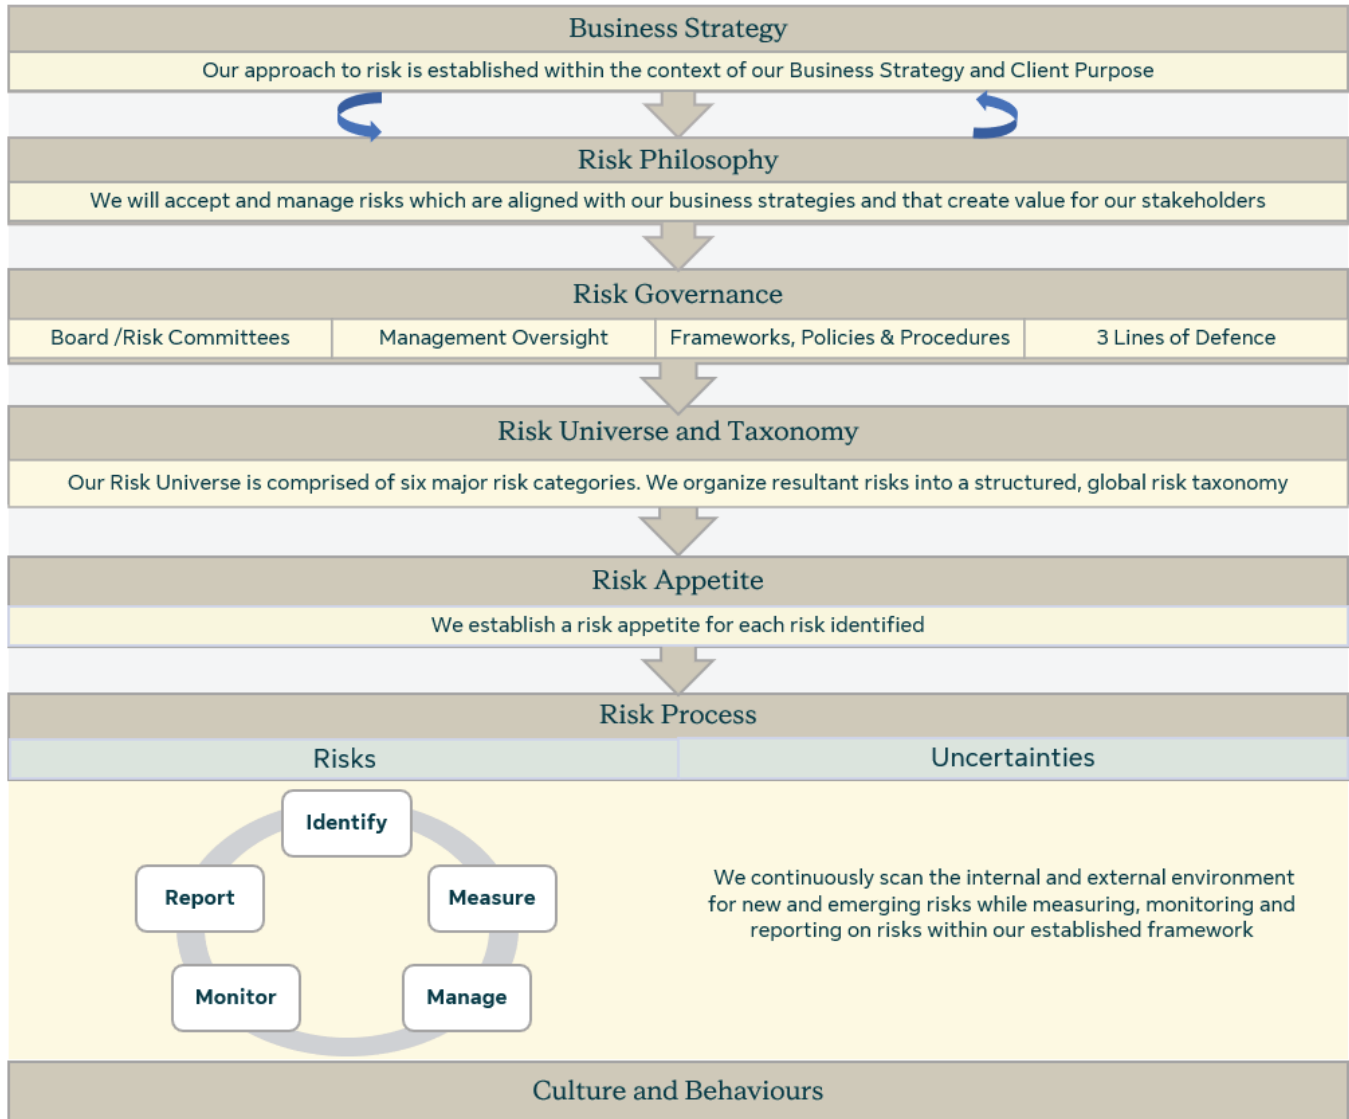 Business Strategy
Our approach to risk is established within the context of our Business Strategy and Client Purpose
Risk Philosophy
We will accept and manage risks which are aligned with our business strategies and that create value for our stakeholders
Risk Governance
Board /Risk Committees
Management Oversight
Frameworks, Policies & Procedures
3 Lines of Defence
Risk Universe and Taxonomy
Our Risk Universe is comprised of six major risk categories. We organize resultant risks into a structured, global risk taxonomy
Risk Appetite
We establish a risk appetite for each risk identified
Risk Process
Risks
Uncertainties
Identify
Measure
Manage
Monitor
Report
We continuously scan the internal and external environment
for new and emerging risks while measuring, monitoring and
reporting on risks within our established framework
Culture and Behaviours